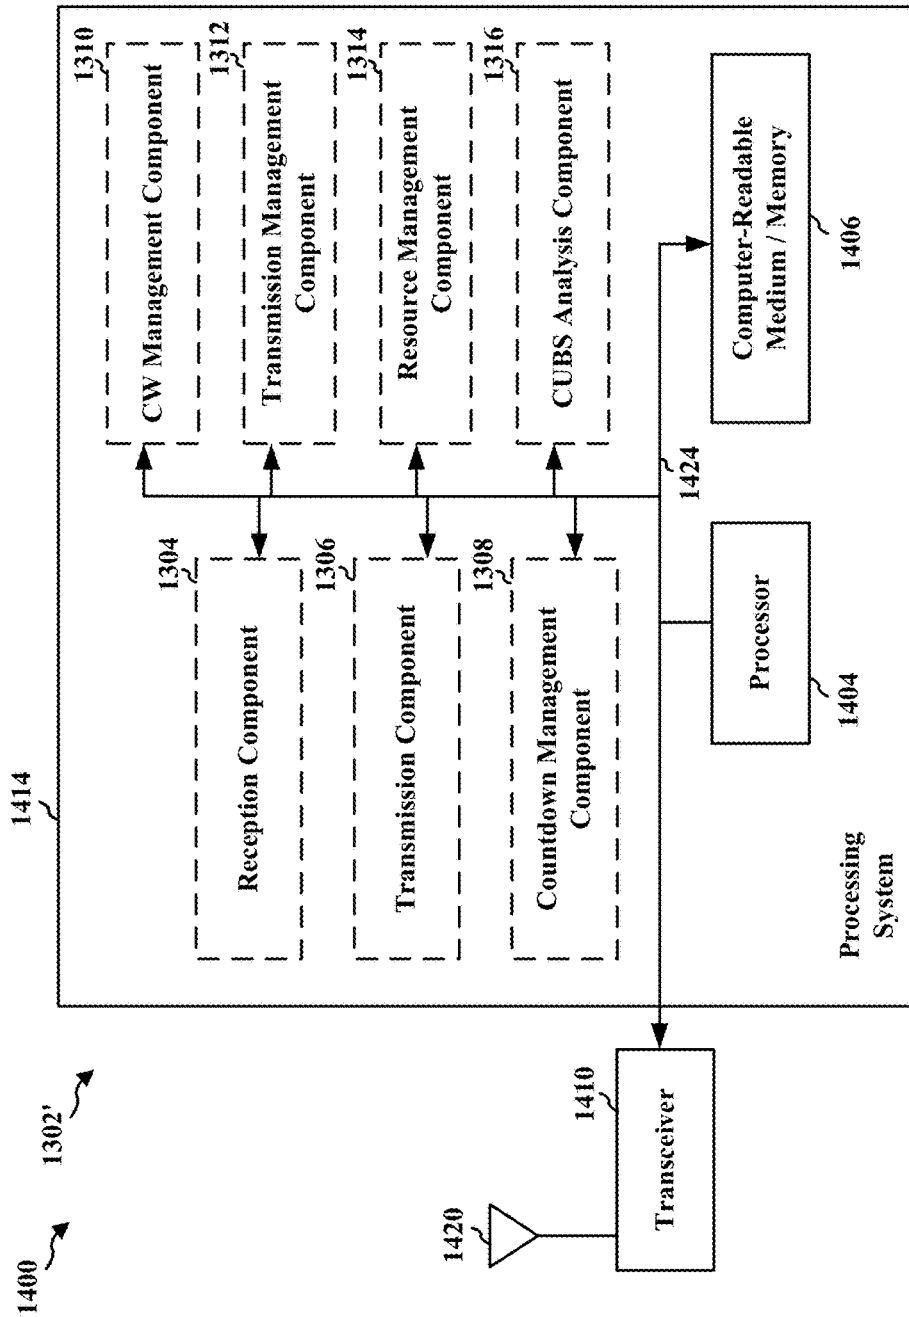 1400
1302'
1414
1304
Reception Component
1310
CW Management Component
1312
Transmission Management
Component
1306
Transmission Component
1314
Resource Management
Component
1308
Countdown Management
Component
1316
CUBS Analysis Component
1420
1410
Transceiver
1424
Processor
1404
Computer-Readable
Medium / Memory
1406
Processing
System